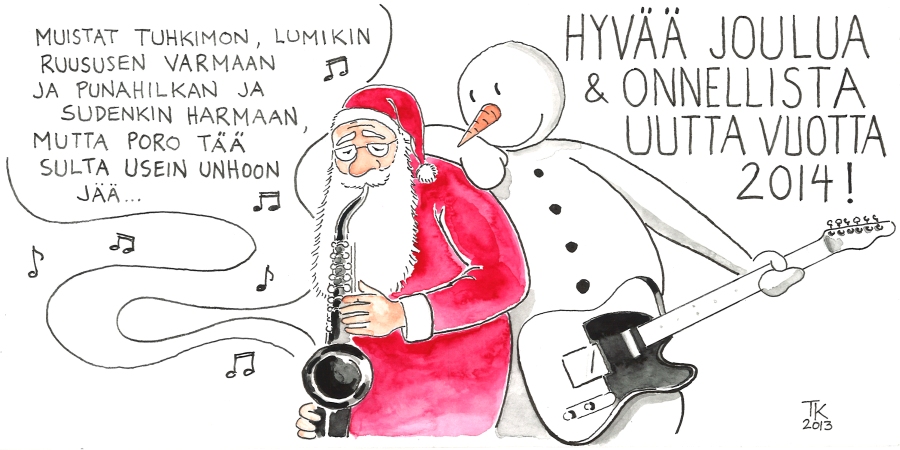 MUISTAT TUHKIMON, LUMIKIN
RUUSUSEN VARMAAN
JA PUNAHILKAN JA
SUDENKIN HARMAAN,
MUTTA PORO TÄÄ
SULTA USEIN UNHOON
JÄÄ...
HYVÄÄ JOULUA
& ONNELLISTA
UUTTA VUOTTA
2014!
TK
2013